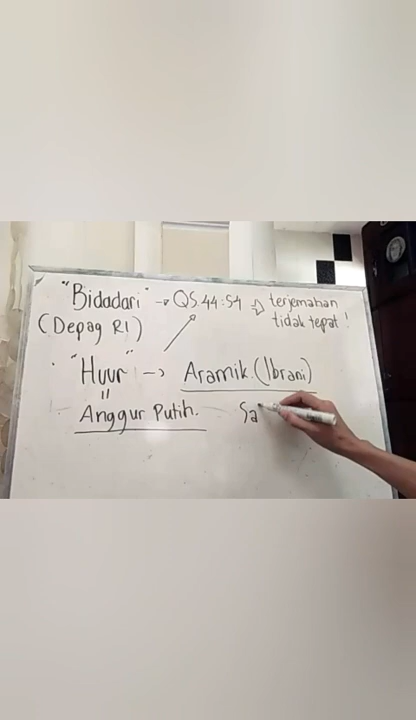 "Bidadari" → QS. 44:54 ⇨ terjemahan
(Depag RI) tidak tepat !
"Huur" → Aramik. (Ibrani)
=
Anggur Putih. Sa